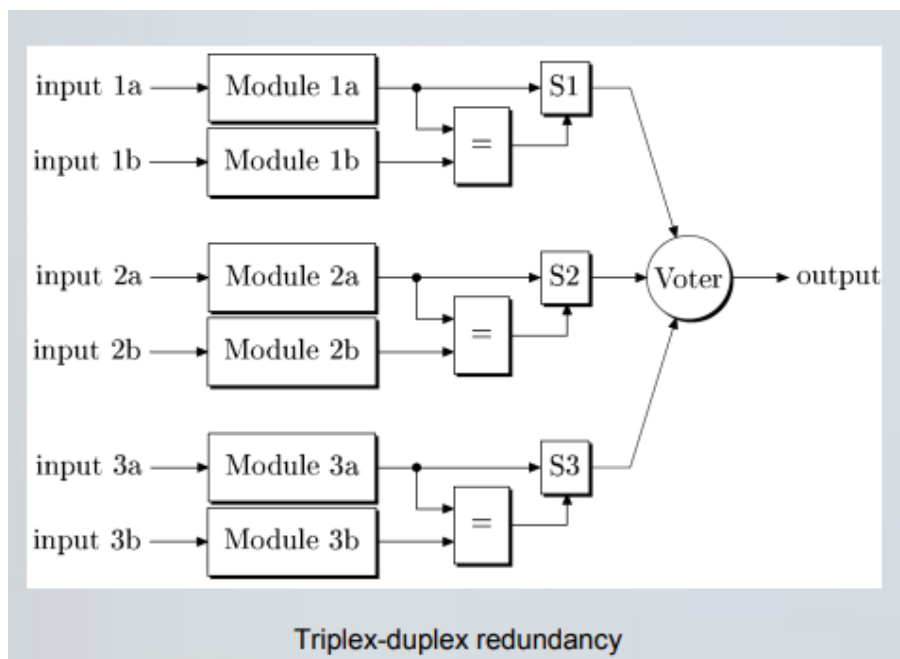 input 1a Module 1a S1
input 1b Module 1b =
input 2a Module 2a S2
Voter output
input 2b Module 2b =
input 3a Module 3a S3
input 3b Module 3b =
Triplex-duplex redundancy